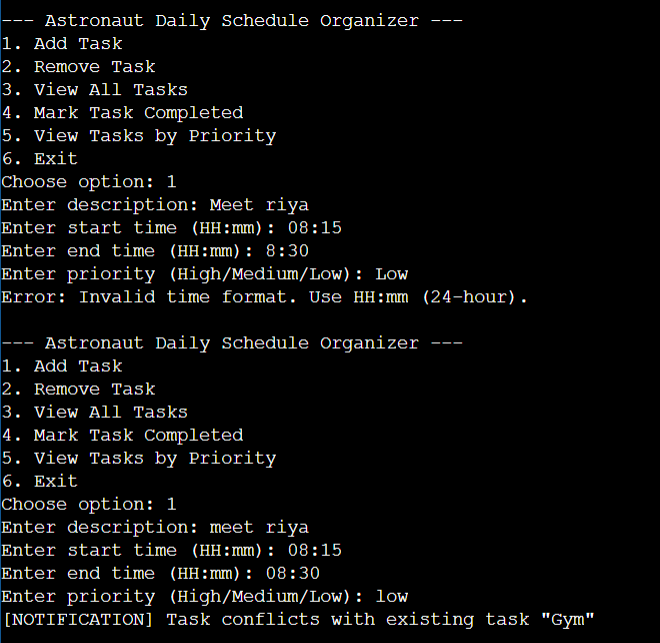 --- Astronaut Daily Schedule Organizer ---
1. Add Task
2. Remove Task
3. View All Tasks
4. Mark Task Completed
5. View Tasks by Priority
6. Exit
Choose option: 1
Enter description: Meet riya
Enter start time (HH:mm): 08:15
Enter end time (HH:mm): 8:30
Enter priority (High/Medium/Low): Low
Error: Invalid time format. Use HH:mm (24-hour).

--- Astronaut Daily Schedule Organizer ---
1. Add Task
2. Remove Task
3. View All Tasks
4. Mark Task Completed
5. View Tasks by Priority
6. Exit
Choose option: 1
Enter description: meet riya
Enter start time (HH:mm): 08:15
Enter end time (HH:mm): 08:30
Enter priority (High/Medium/Low): low
[NOTIFICATION] Task conflicts with existing task "Gym"